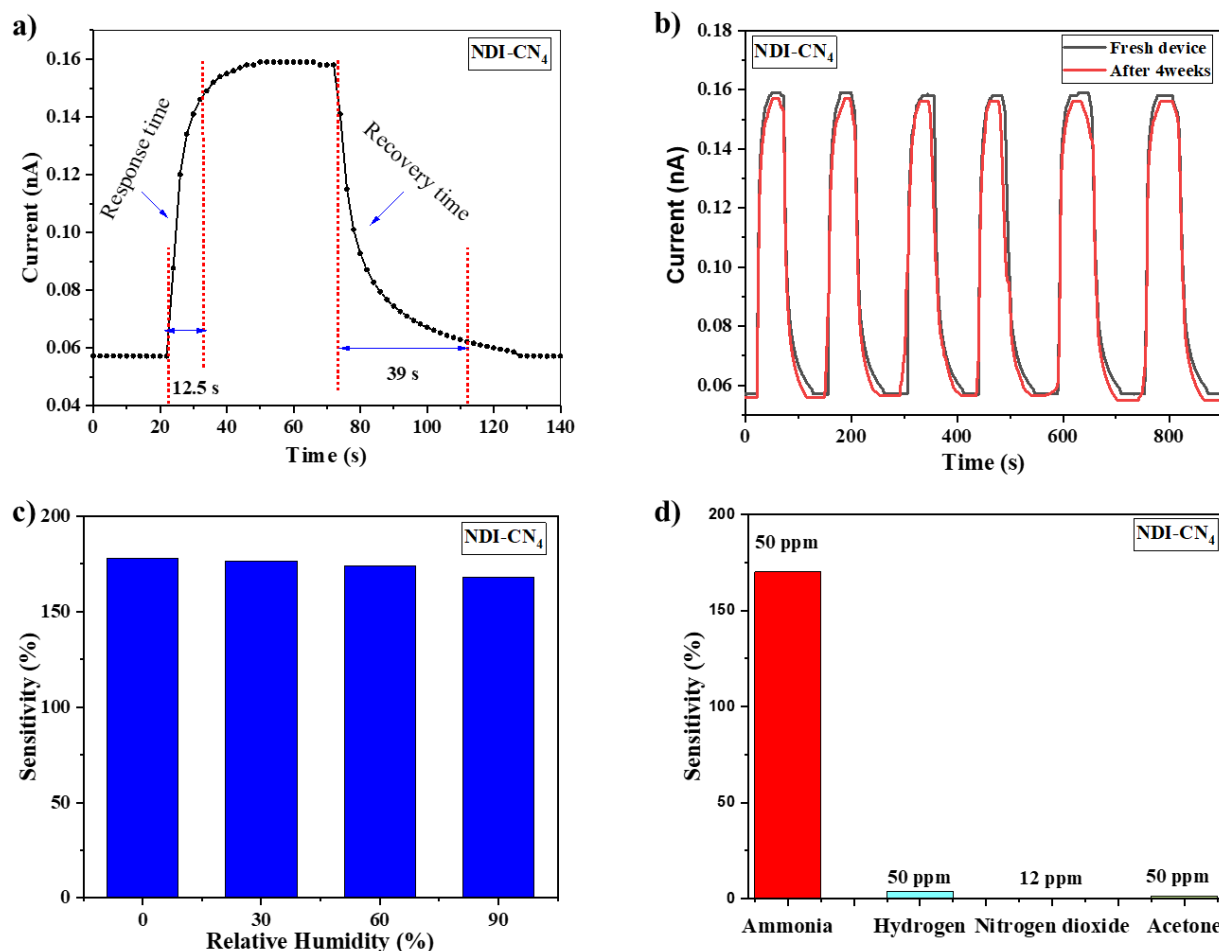 a)
NDI-CN4
0.16
0.14
0.12
0.10
0.08
0.06
0.04
Current (nA)
Response time
Recovery time
12.5 s
39 s
0 20 40 60 80 100 120 140
Time (s)
b)
NDI-CN4
Fresh device
After 4weeks
0.18
0.16
0.14
0.12
0.10
0.08
0.06
Current (nA)
0 200 400 600 800
Time (s)
c)
NDI-CN4
200
150
100
50
0
Sensitivity (%)
0 30 60 90
Relative Humidity (%)
d)
NDI-CN4
200
150
100
50
0
Sensitivity (%)
50 ppm
50 ppm
12 ppm
50 ppm
Ammonia Hydrogen Nitrogen dioxide Acetone